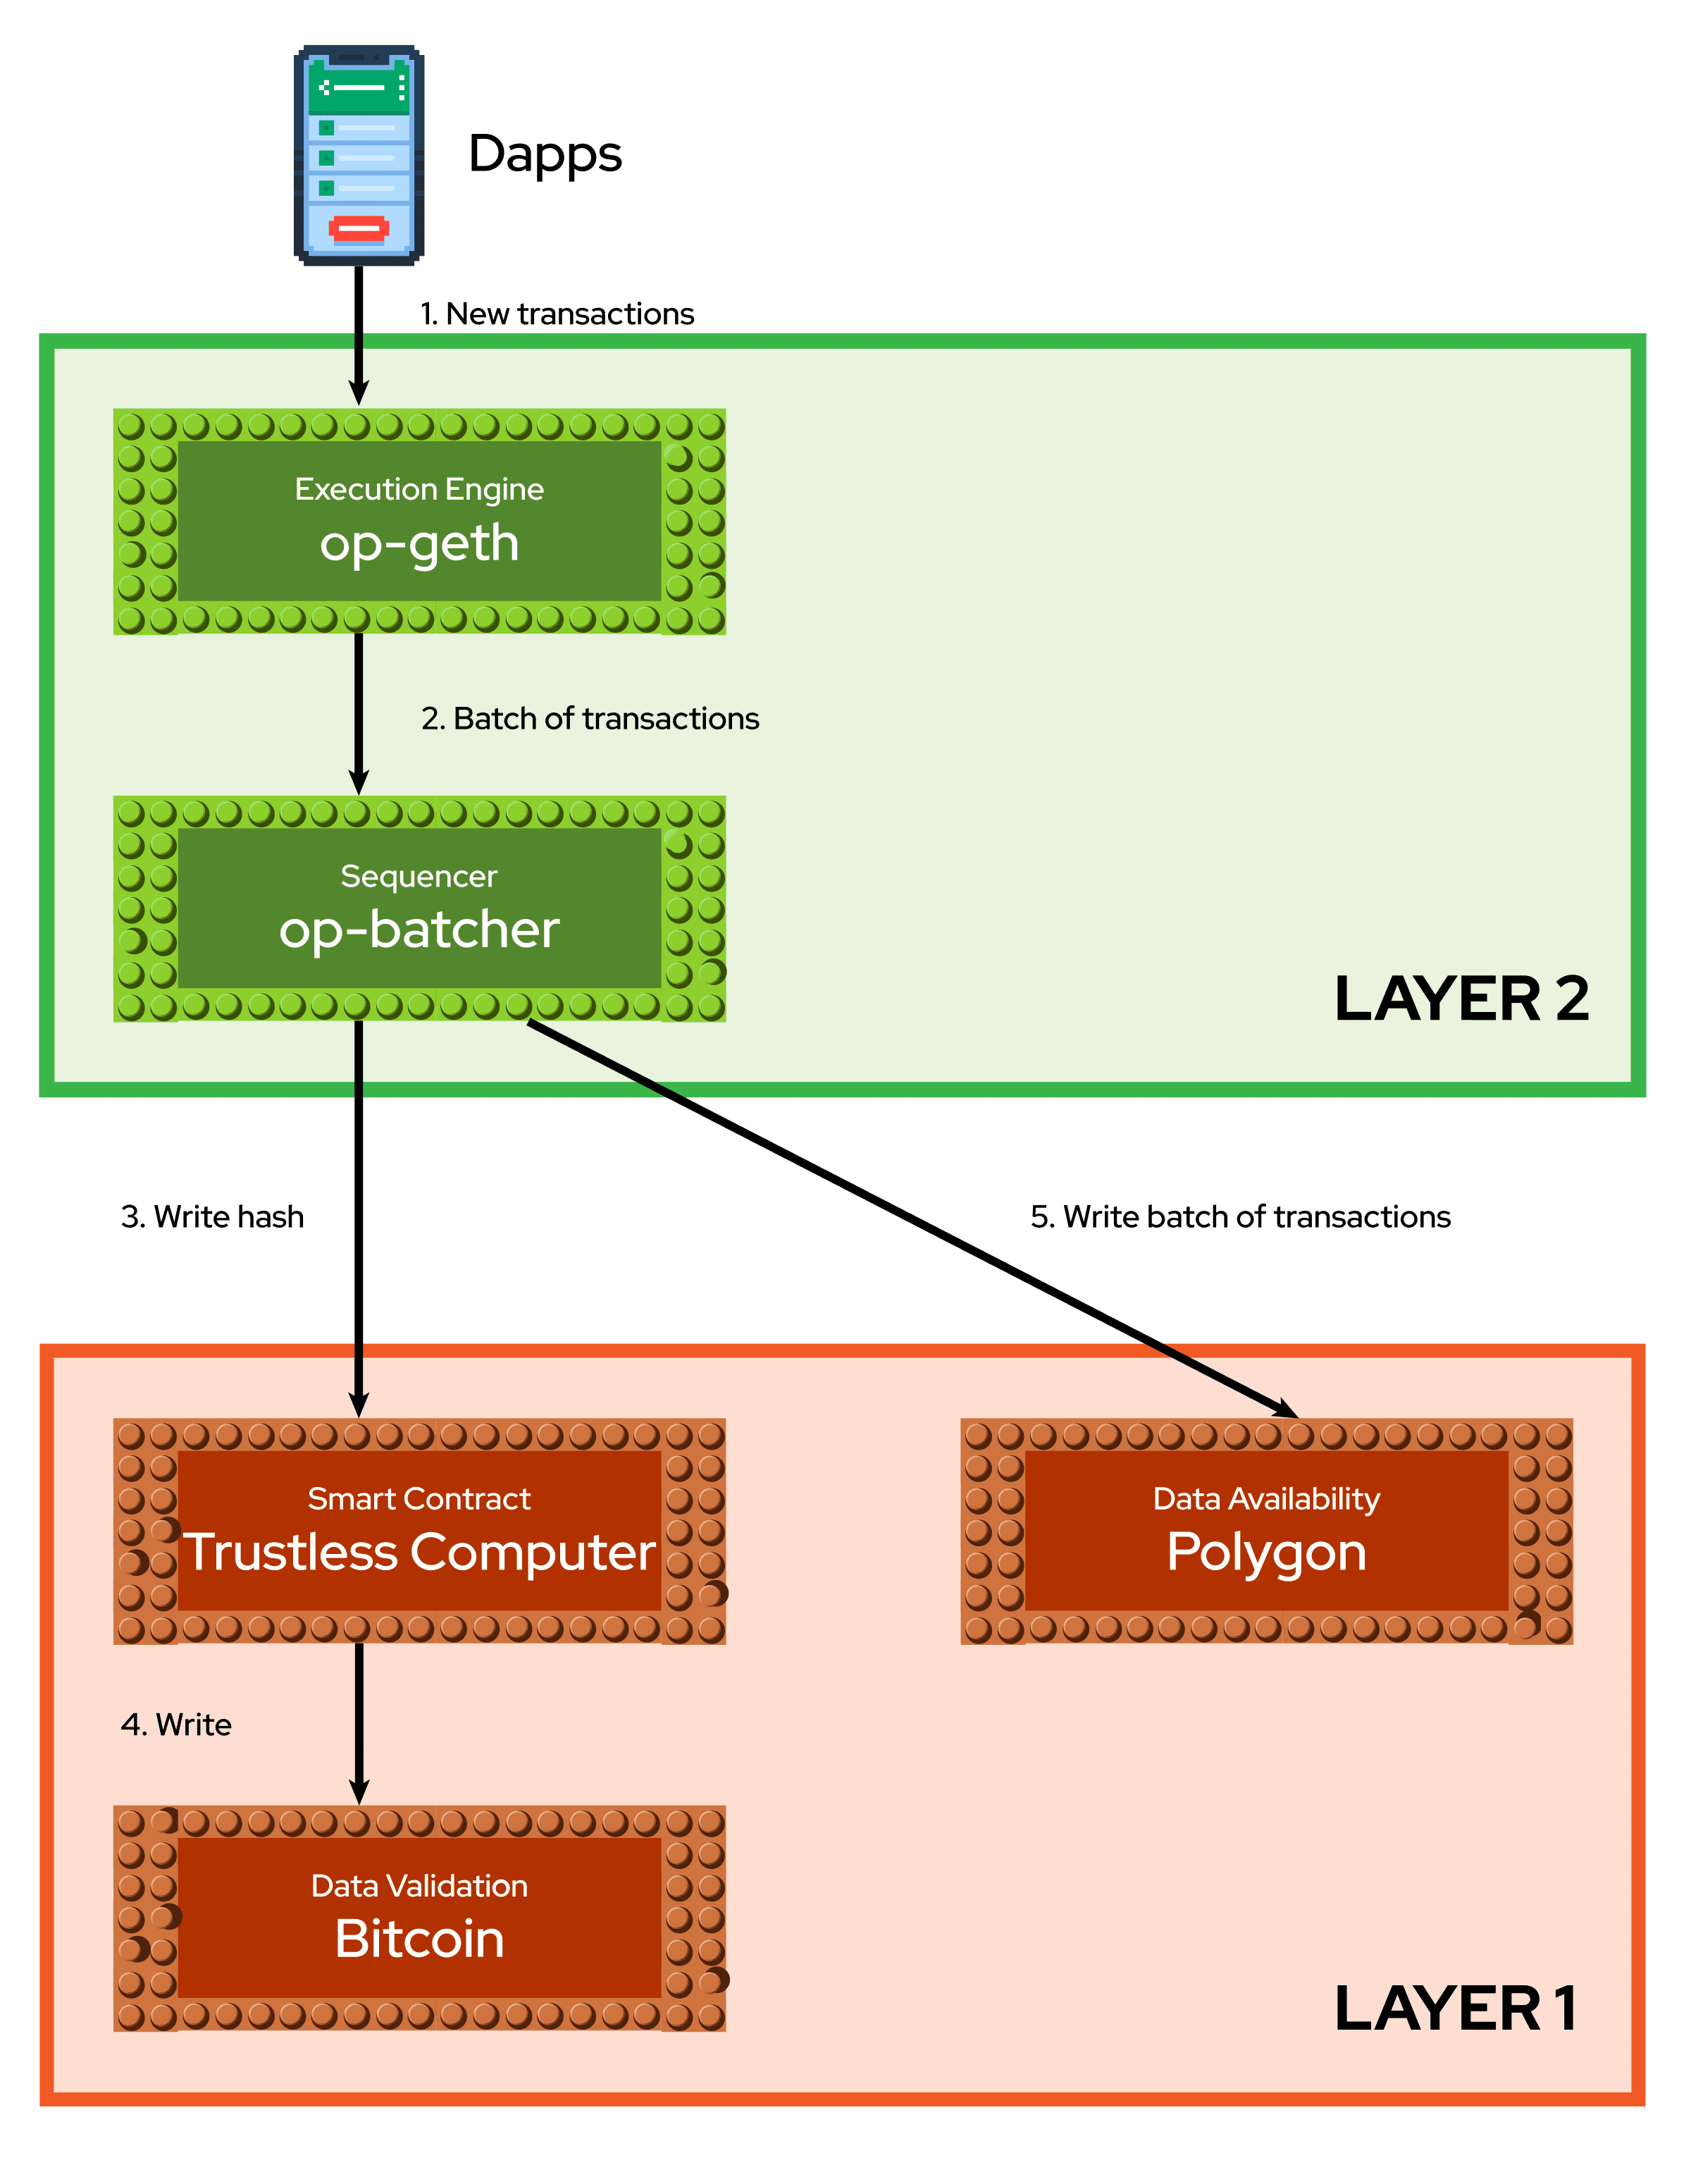 Dapps
1. New transactions
Execution Engine
op-geth
2. Batch of transactions
Sequencer
op-batcher
LAYER 2
3. Write hash
5. Write batch of transactions
Smart Contract
Trustless Computer
Data Availability
Polygon
4. Write
Data Validation
Bitcoin
LAYER 1